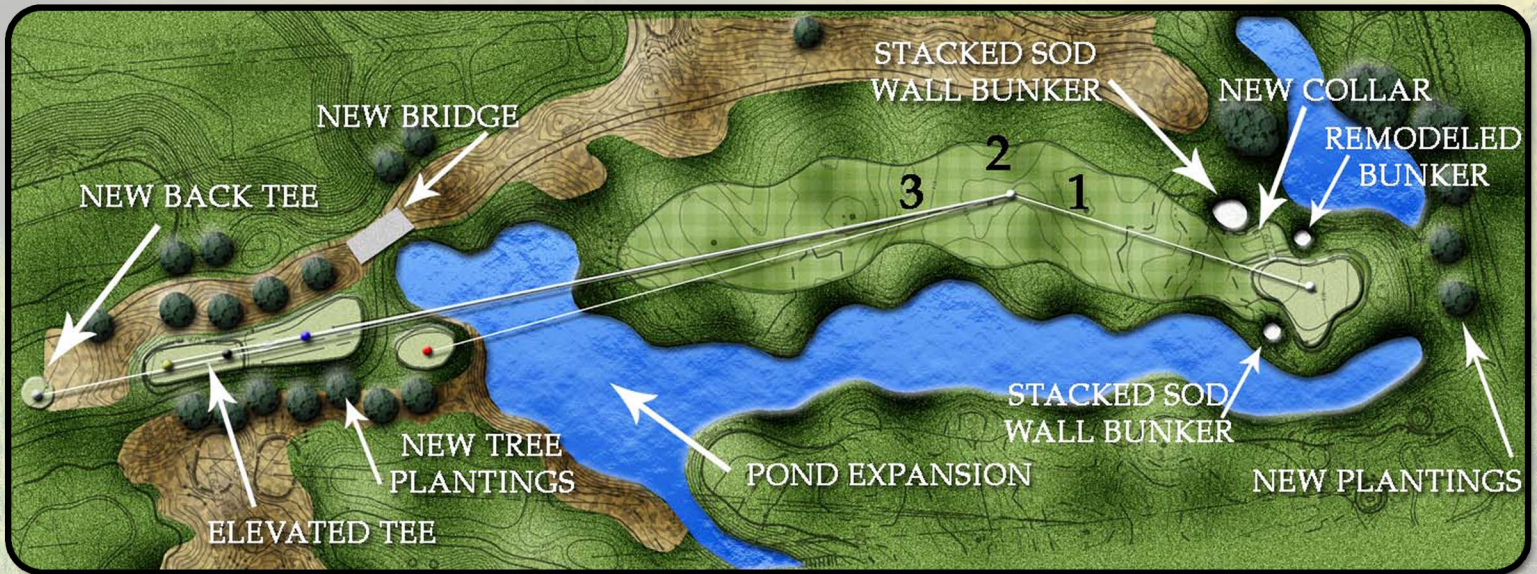 STACKED SOD
WALL BUNKER
NEW COLLAR
NEW BRIDGE
REMODELED
BUNKER
NEW BACK TEE
3
2
1
STACKED SOD
WALL BUNKER
NEW TREE
PLANTINGS
POND EXPANSION
NEW PLANTINGS
ELEVATED TEE